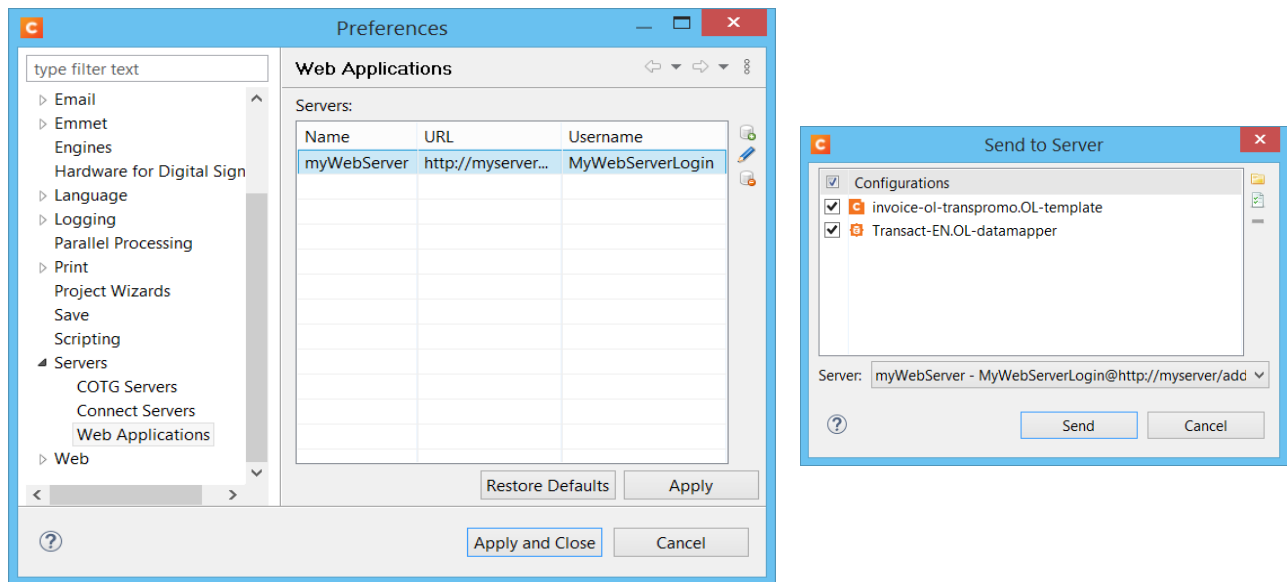 Preferences
type filter text
Email
Emmet
Engines
Hardware for Digital Sign
Language
Logging
Parallel Processing
Print
Project Wizards
Save
Scripting
Servers
COTG Servers
Connect Servers
Web Applications
Web
Web Applications
Servers:
Name URL Username
myWebServer http://myserver... MyWebServerLogin
Restore Defaults Apply
Apply and Close Cancel
Send to Server
Configurations
invoice-ol-transpromo.OL-template
Transact-EN.OL-datamapper
Server: myWebServer - MyWebServerLogin@http://myserver/add
Send Cancel